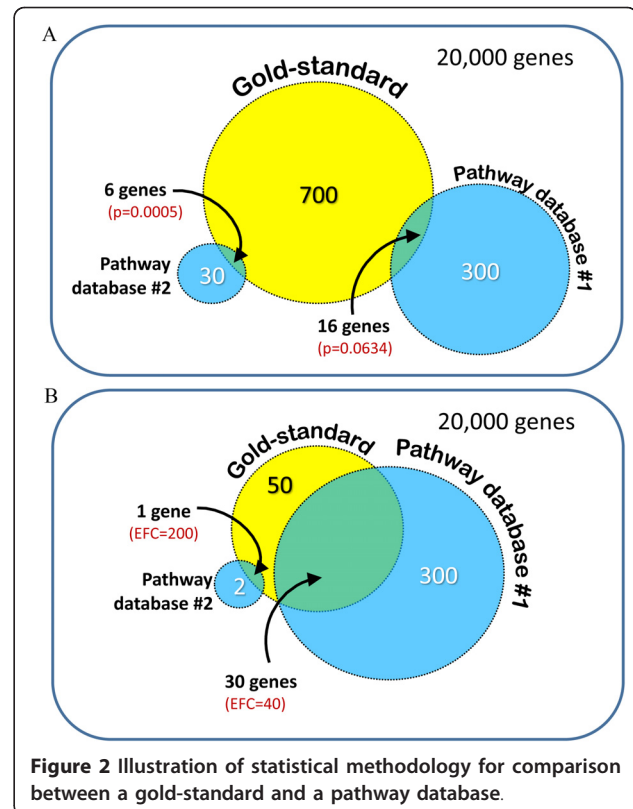 A
20,000 genes
Gold-standard
700
6 genes
(p=0.0005)
Pathway
database #2
30
Pathway database #1
300
16 genes
(p=0.0634)
B
20,000 genes
Gold-standard
50
Pathway database #1
1 gene
(EFC=200)
Pathway
database #2
2
300
30 genes
(EFC=40)
Figure 2 Illustration of statistical methodology for comparison
between a gold-standard and a pathway database.